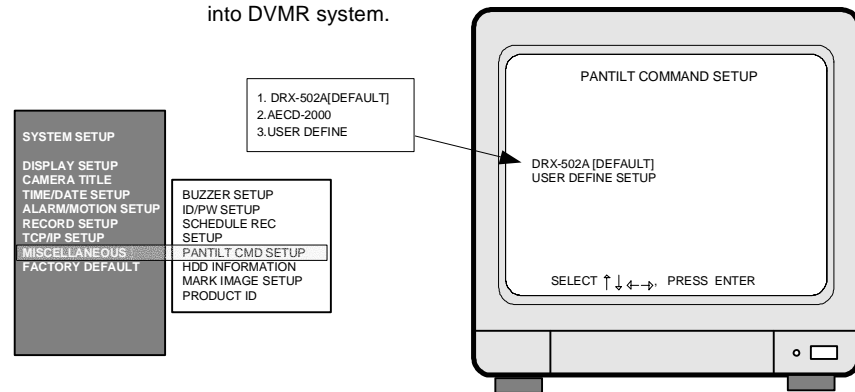 into DVMR system.
1. DRX-502A[DEFAULT]
2.AECD-2000
3.USER DEFINE
SYSTEM SETUP
DISPLAY SETUP
CAMERA TITLE
TIME/DATE SETUP
ALARM/MOTION SETUP
RECORD SETUP
TCP/IP SETUP
MISCELLANEOUS
FACTORY DEFAULT
BUZZER SETUP
ID/PW SETUP
SCHEDULE REC
SETUP
PANTILT CMD SETUP
HDD INFORMATION
MARK IMAGE SETUP
PRODUCT ID
PANTILT COMMAND SETUP
DRX-502A [DEFAULT]
USER DEFINE SETUP
SELECT ↑↓←→, PRESS ENTER